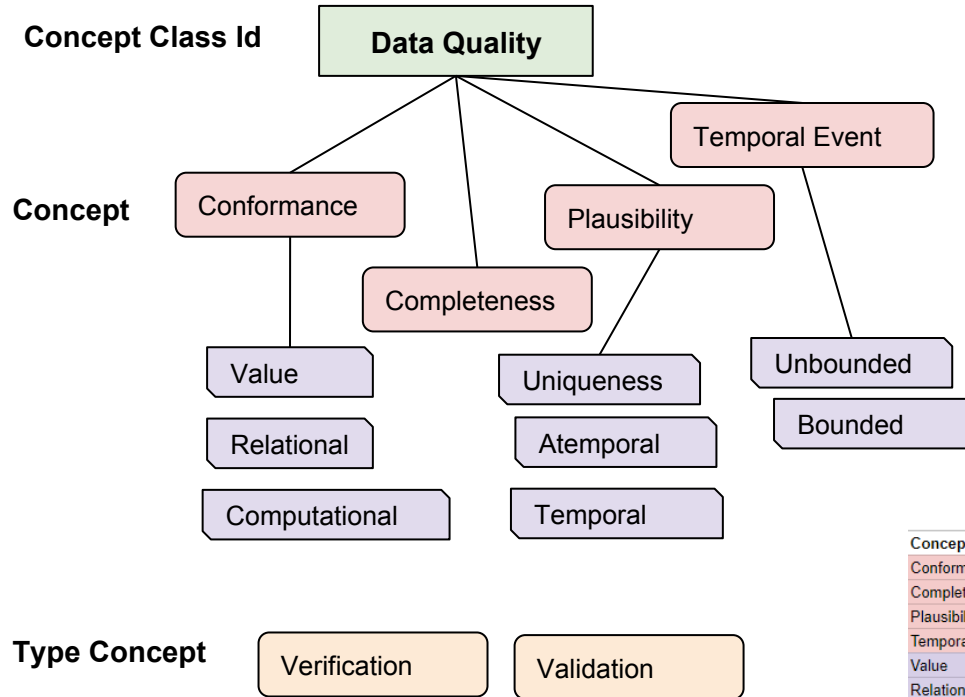 Concept Class Id
Data Quality
Temporal Event
Concept
Conformance
Plausibility
Completeness
Value
Uniqueness
Unbounded
Relational
Atemporal
Bounded
Computational
Temporal
Type Concept
Verification
Validation
Value